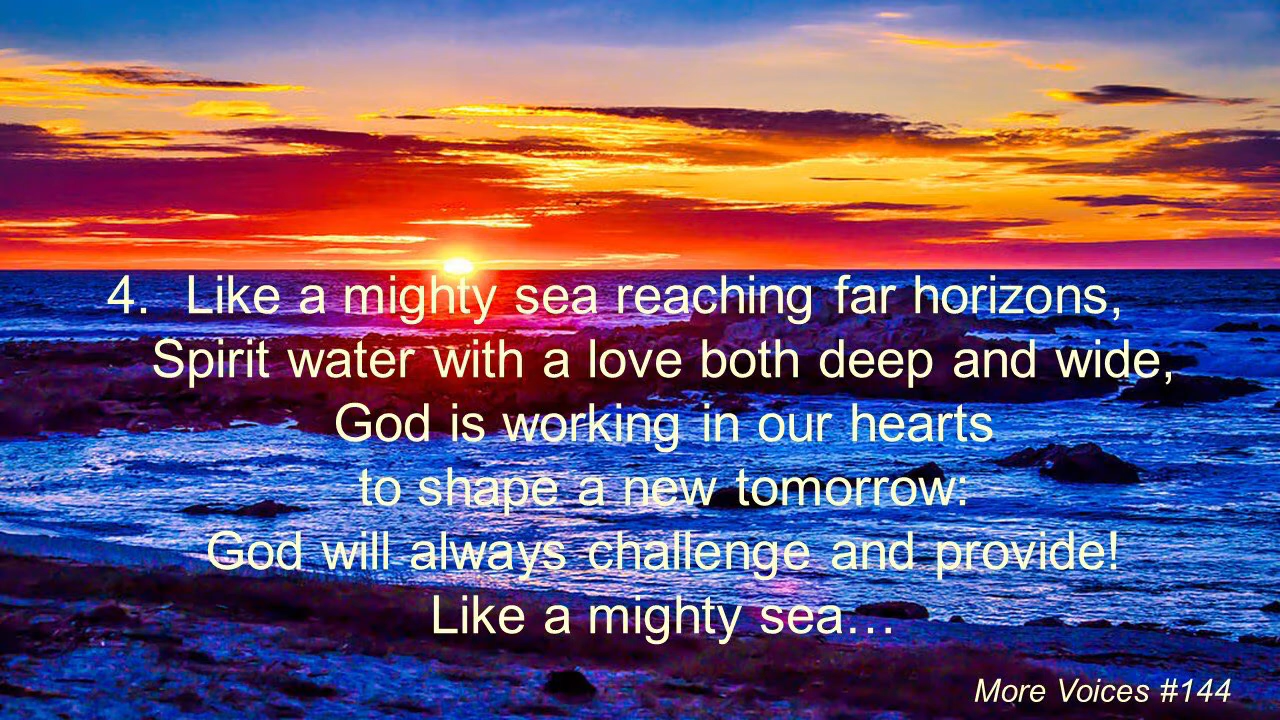 4. Like a mighty sea reaching far horizons,
Spirit water with a love both deep and wide,
God is working in our hearts
to shape a new tomorrow:
God will always challenge and provide!
Like a mighty sea…
More Voices #144